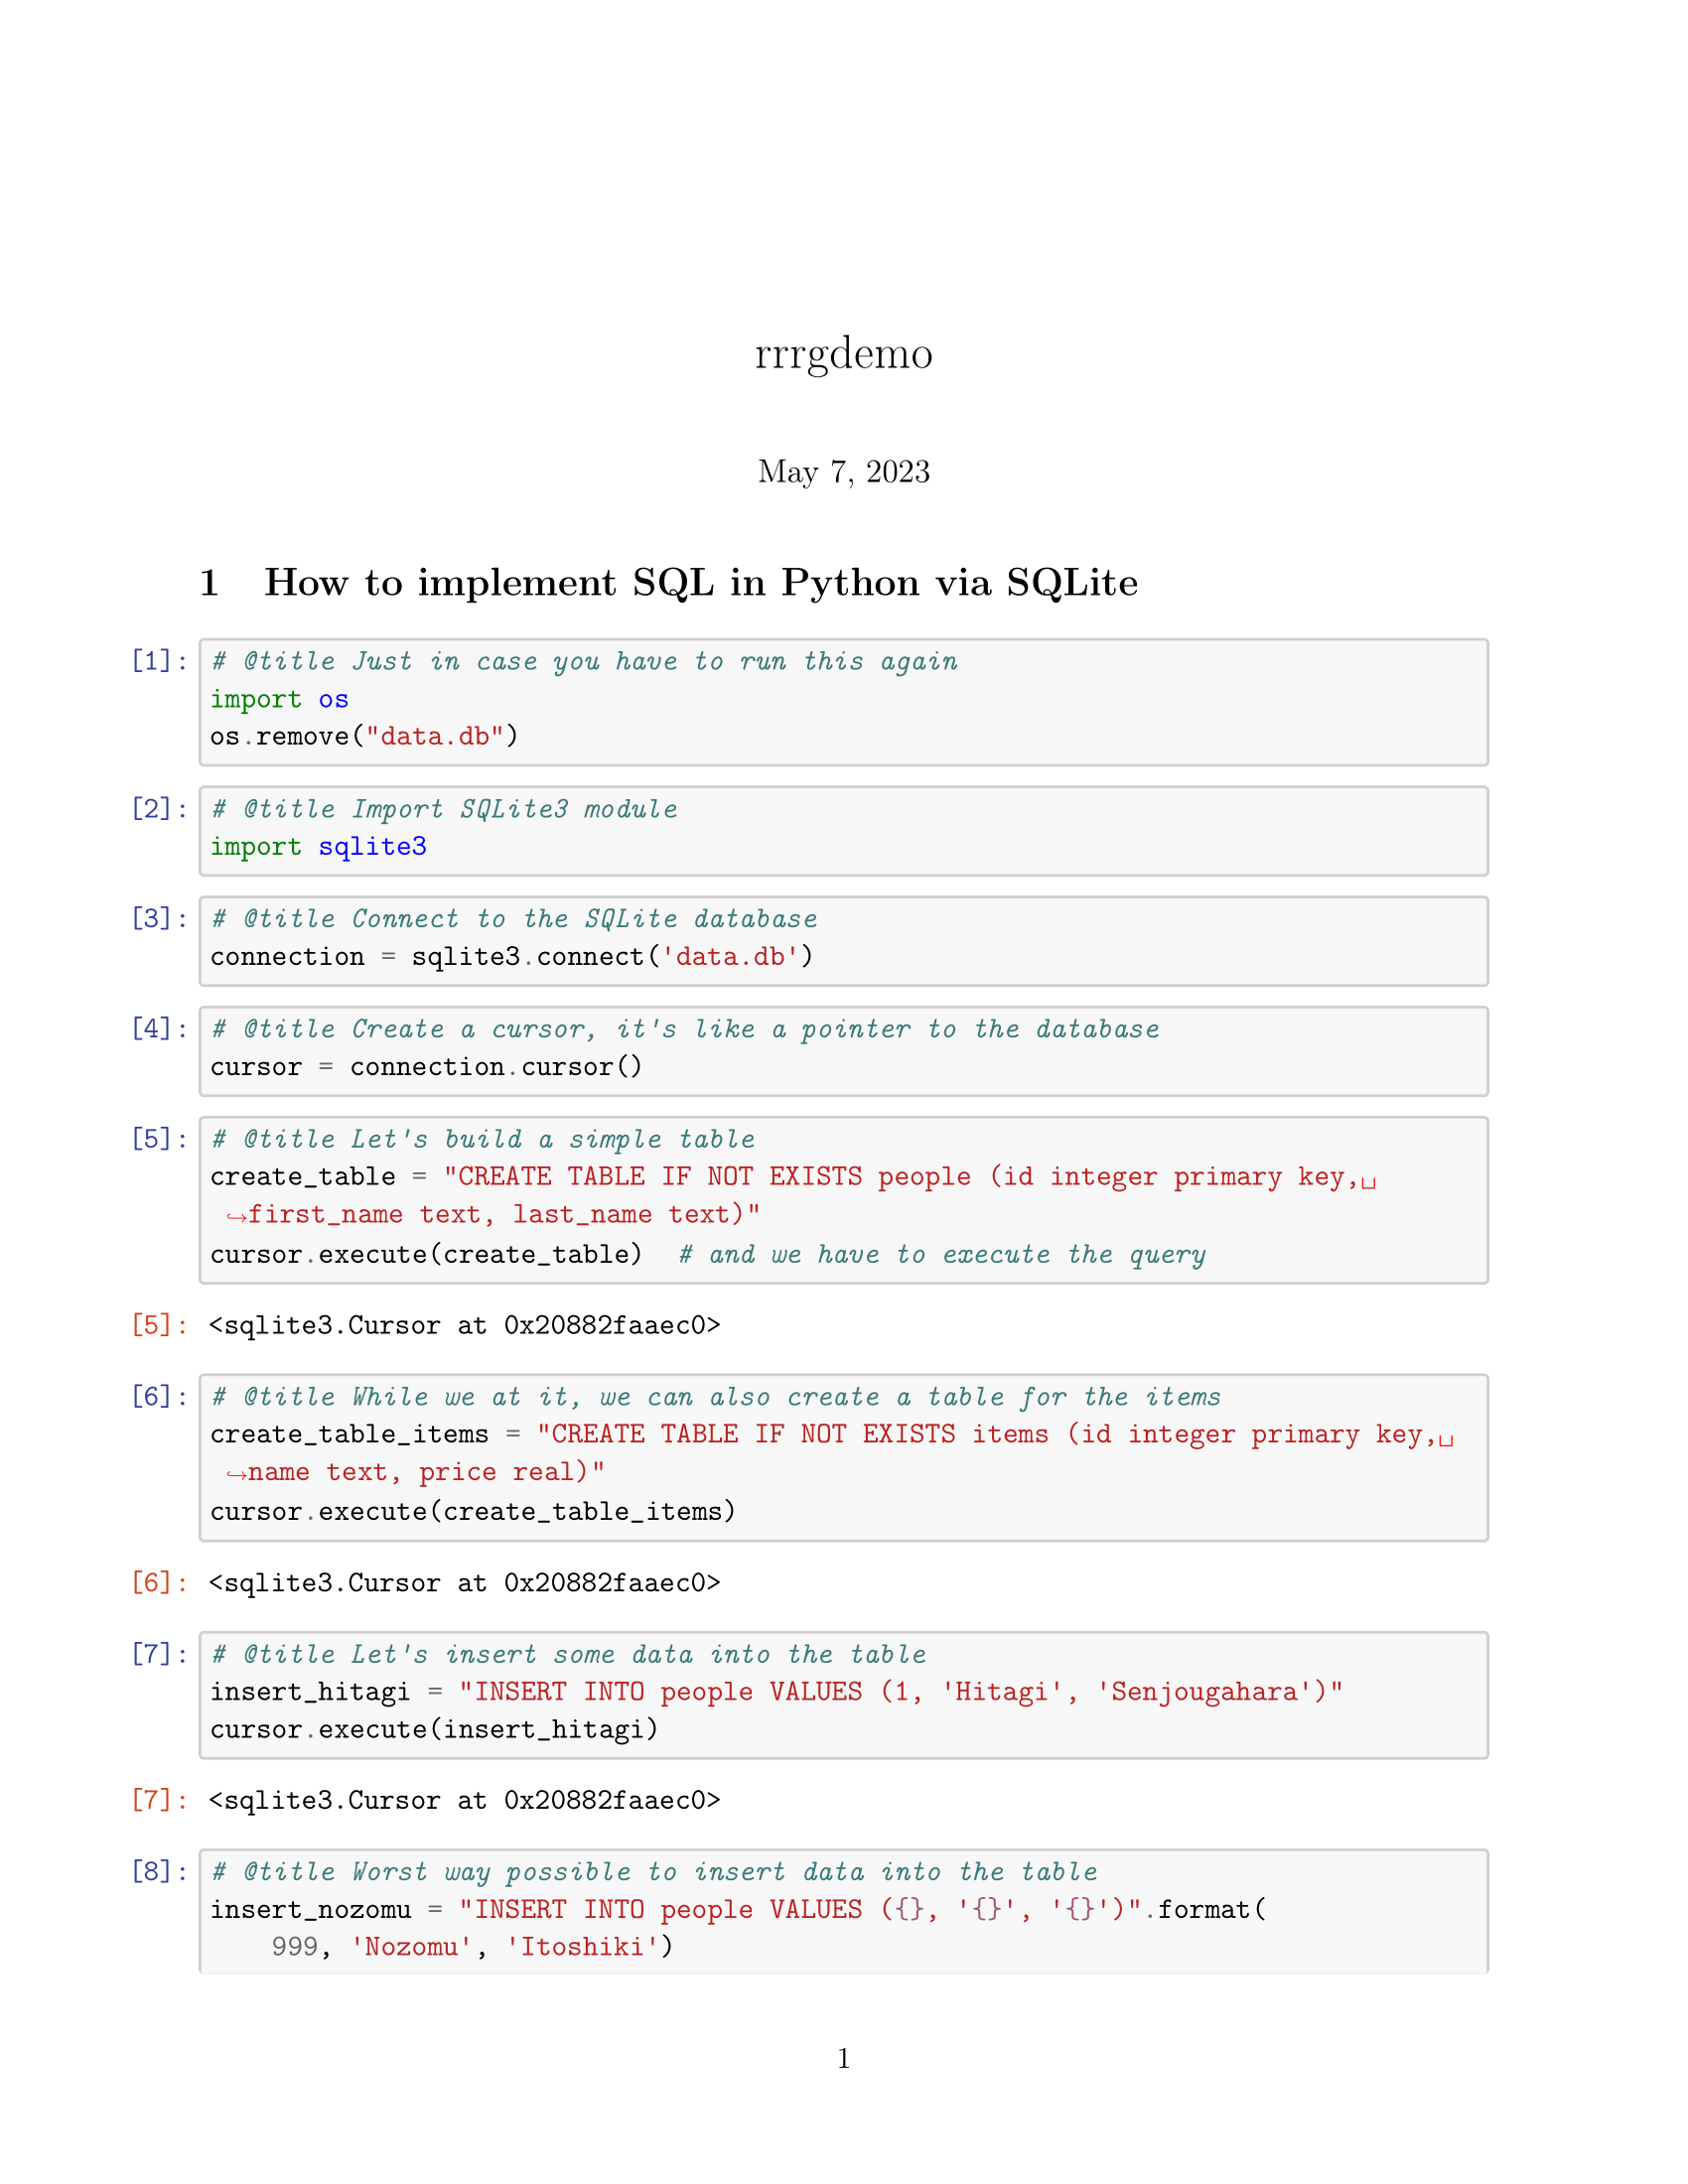 rrrgdemo
May 7, 2023
1 How to implement SQL in Python via SQLite
[1]: # @title Just in case you have to run this again
import os
os.remove("data.db")
[2]: # @title Import SQLite3 module
import sqlite3
[3]: # @title Connect to the SQLite database
connection = sqlite3.connect('data.db')
[4]: # @title Create a cursor, it's like a pointer to the database
cursor = connection.cursor()
[5]: # @title Let's build a simple table
create_table = "CREATE TABLE IF NOT EXISTS people (id integer primary key,␣
↪first_name text, last_name text)"
cursor.execute(create_table)  # and we have to execute the query
[5]: <sqlite3.Cursor at 0x20882faaec0>
[6]: # @title While we at it, we can also create a table for the items
create_table_items = "CREATE TABLE IF NOT EXISTS items (id integer primary key,␣
↪name text, price real)"
cursor.execute(create_table_items)
[6]: <sqlite3.Cursor at 0x20882faaec0>
[7]: # @title Let's insert some data into the table
insert_hitagi = "INSERT INTO people VALUES (1, 'Hitagi', 'Senjougahara')"
cursor.execute(insert_hitagi)
[7]: <sqlite3.Cursor at 0x20882faaec0>
[8]: # @title Worst way possible to insert data into the table
insert_nozomu = "INSERT INTO people VALUES ({}, '{}', '{}')".format(
    999, 'Nozomu', 'Itoshiki')
1